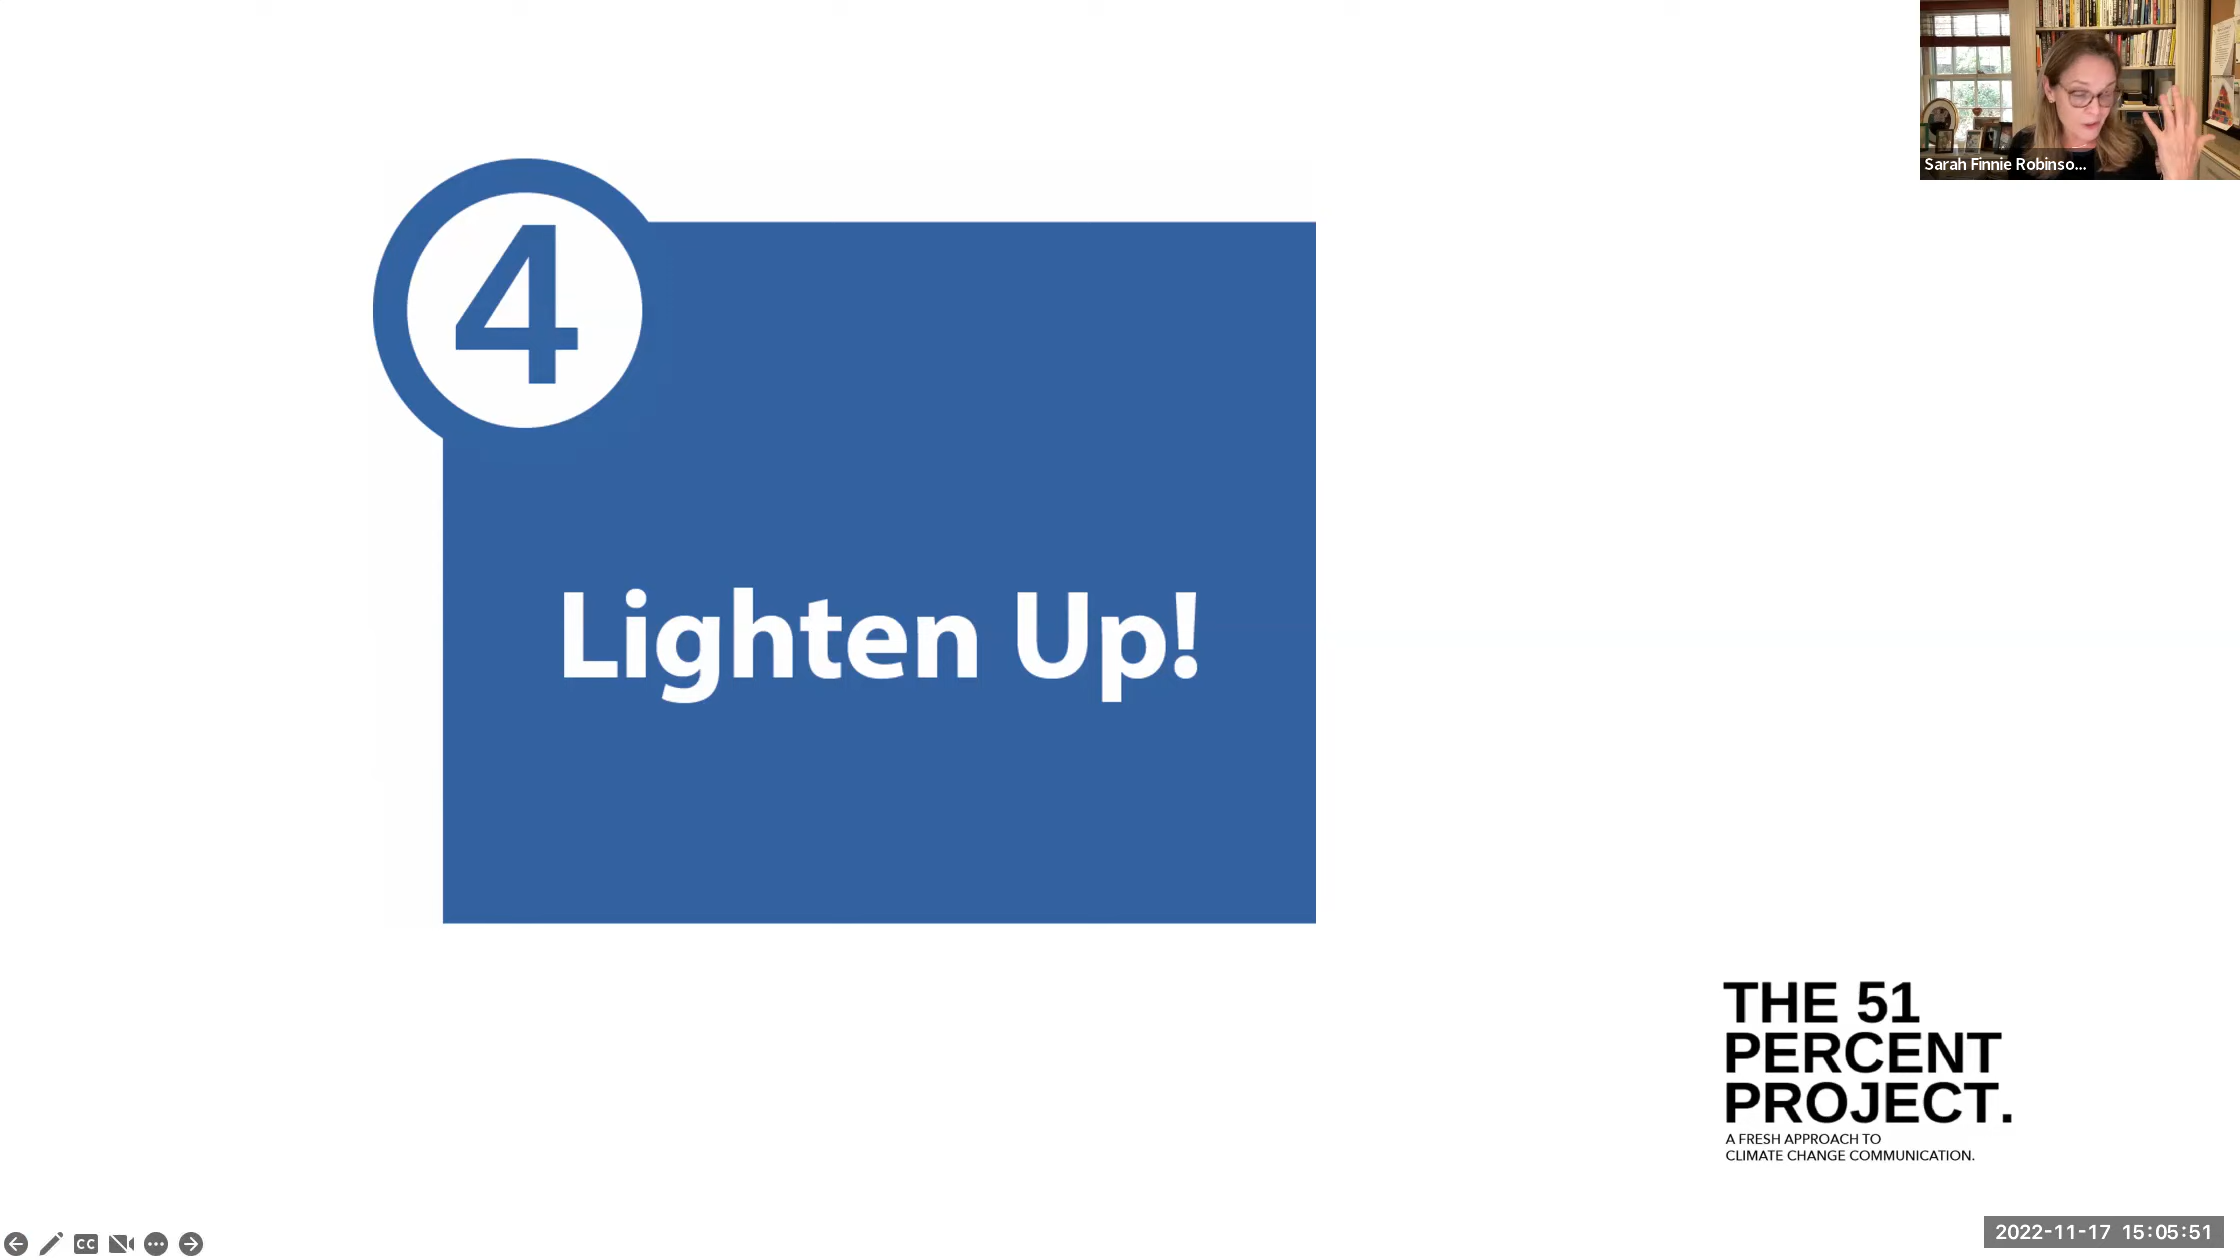 Sarah Finnie Robinso...
4
Lighten Up!
THE 51
PERCENT
PROJECT.
A FRESH APPROACH TO
CLIMATE CHANGE COMMUNICATION.
CC
2022-11-17 15:05:51